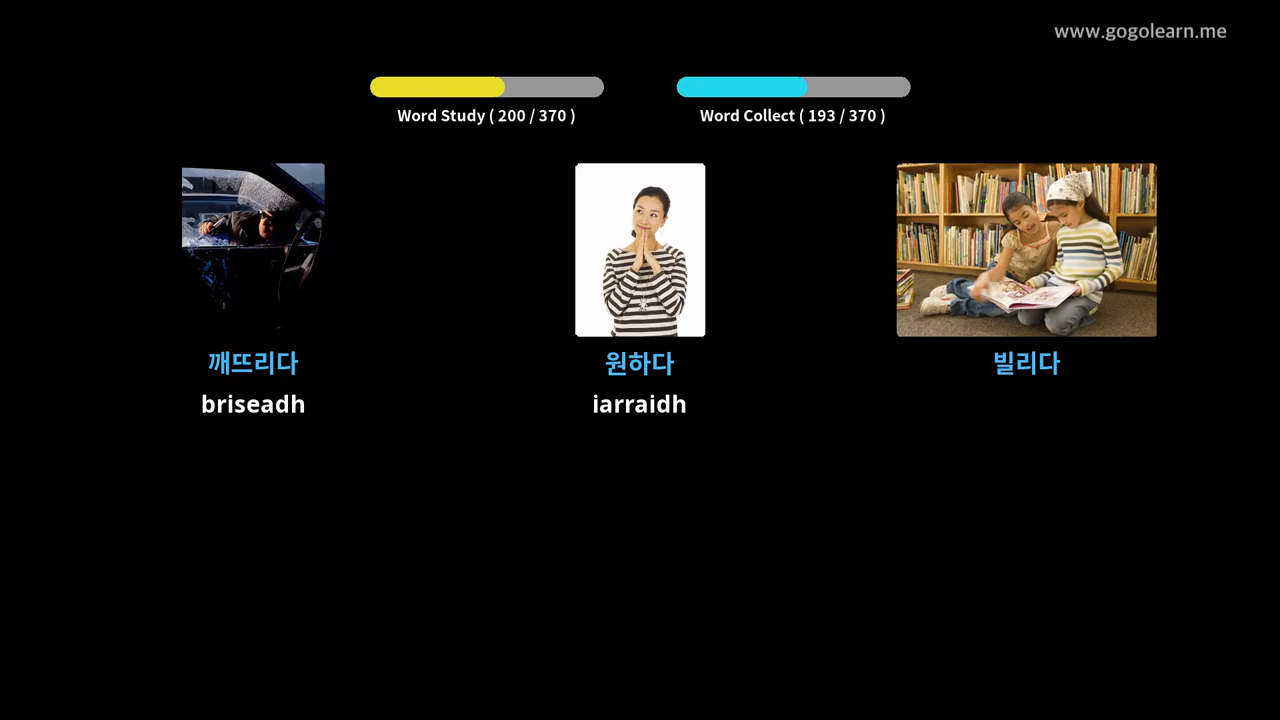 www.gogolearn.me
Word Study ( 200 / 370 )
Word Collect ( 193 / 370 )
깨뜨리다
원하다
빌리다
briseadh
iarraidh